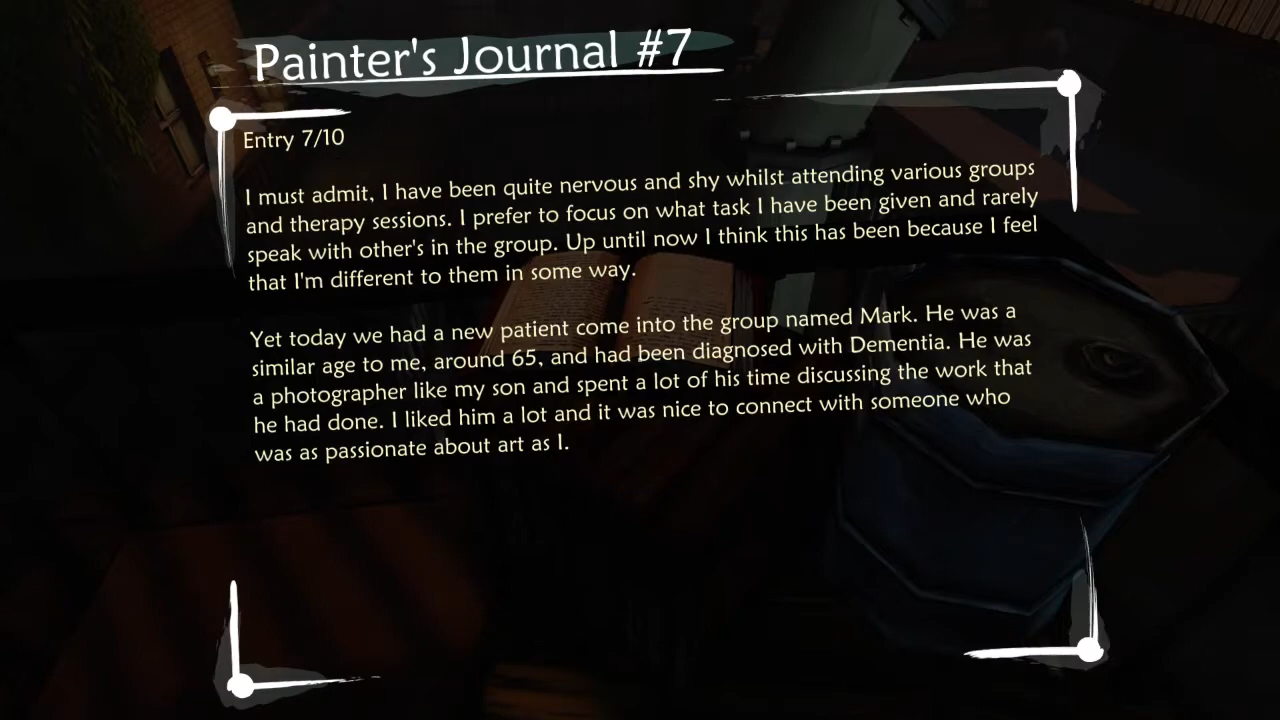 Painter's Journal #7
Entry 7/10
I must admit, I have been quite nervous and shy whilst attending various groups
and therapy sessions. I prefer to focus on what task I have been given and rarely
speak with other's in the group. Up until now I think this has been because I feel
that I'm different to them in some way.
Yet today we had a new patient come into the group named Mark. He was a
similar age to me, around 65, and had been diagnosed with Dementia. He was
a photographer like my son and spent a lot of his time discussing the work that
he had done. I liked him a lot and it was nice to connect with someone who
was as passionate about art as I.